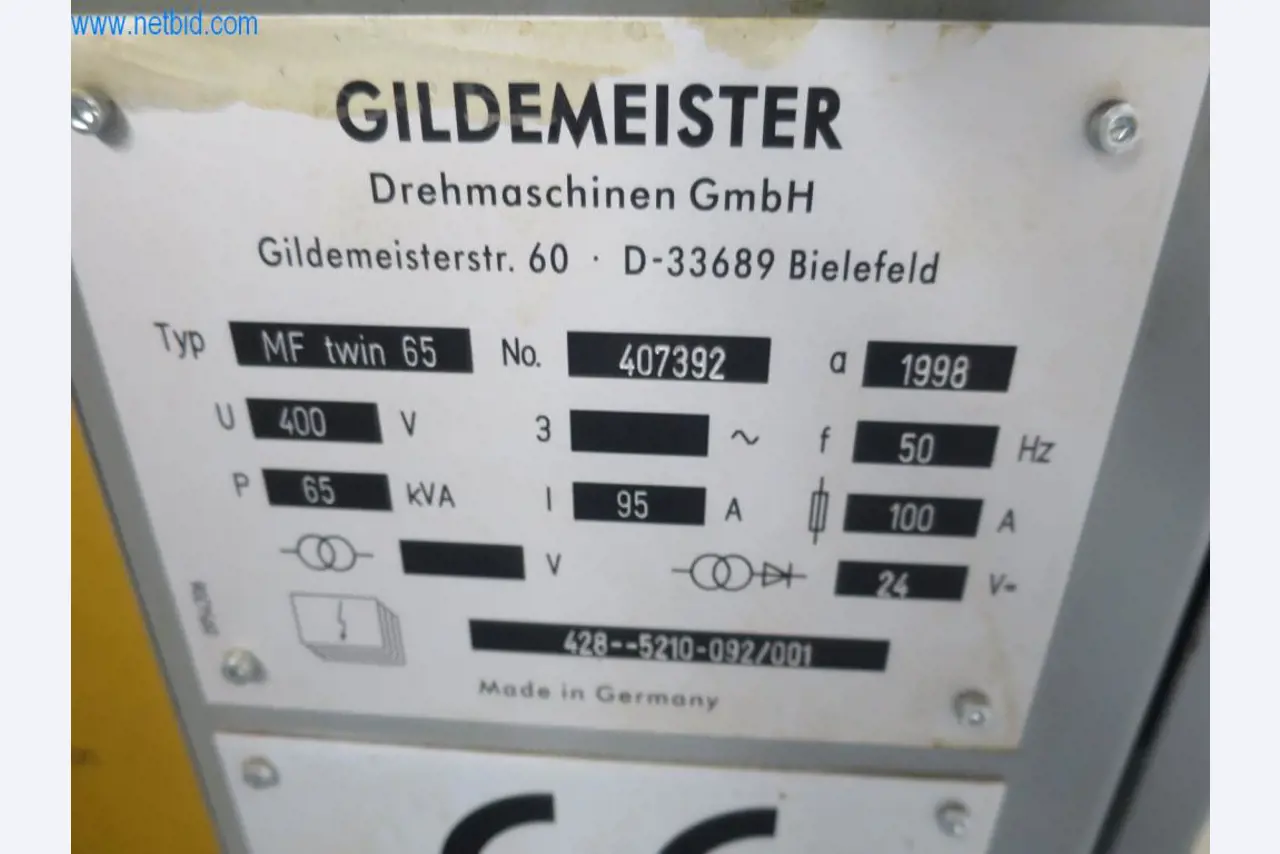 www.netbid.com
GILDEMEISTER
Drehmaschinen GmbH
Gildemeisterstr. 60 · D-33689 Bielefeld
Typ MF twin 65 No. 407392 a 1998
U 400 V 3 ~ f 50 Hz
P 65 kVA I 95 A 100 A
V 24 V=
428--5210-092/001
Made in Germany
CE